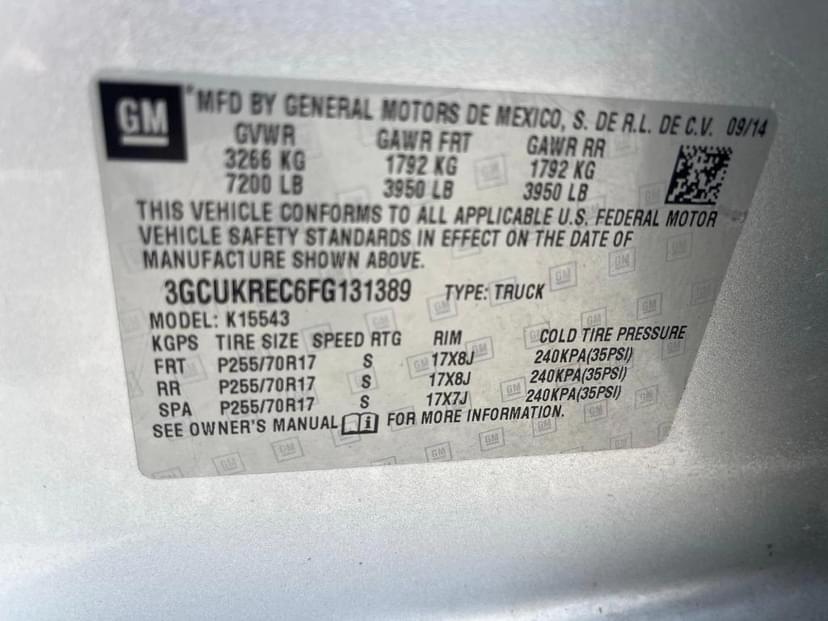 GM
MFD BY GENERAL MOTORS DE MEXICO, S. DE R.L. DE C.V. 09/14
GVWR GAWR FRT GAWR RR
3266 KG 1792 KG 1792 KG
7200 LB 3950 LB 3950 LB
THIS VEHICLE CONFORMS TO ALL APPLICABLE U.S. FEDERAL MOTOR
VEHICLE SAFETY STANDARDS IN EFFECT ON THE DATE OF
MANUFACTURE SHOWN ABOVE.
3GCUKREC6FG131389 TYPE: TRUCK
MODEL: K15543
KGPS TIRE SIZE SPEED RTG RIM COLD TIRE PRESSURE
FRT P255/70R17 S 17X8J 240KPA(35PSI)
RR P255/70R17 S 17X8J 240KPA(35PSI)
SPA P255/70R17 S 17X7J 240KPA(35PSI)
SEE OWNER'S MANUAL i FOR MORE INFORMATION.